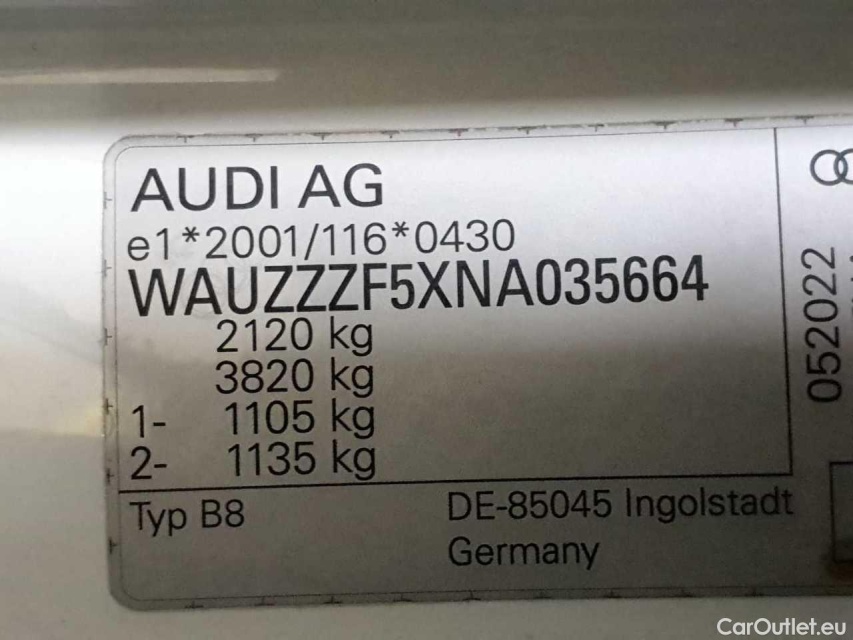 AUDI AG
e1*2001/116*0430
WAUZZZF5XNA035664
2120 kg
3820 kg
1- 1105 kg
2- 1135 kg
Typ B8
DE-85045 Ingolstadt
Germany
052022
CarOutlet.eu